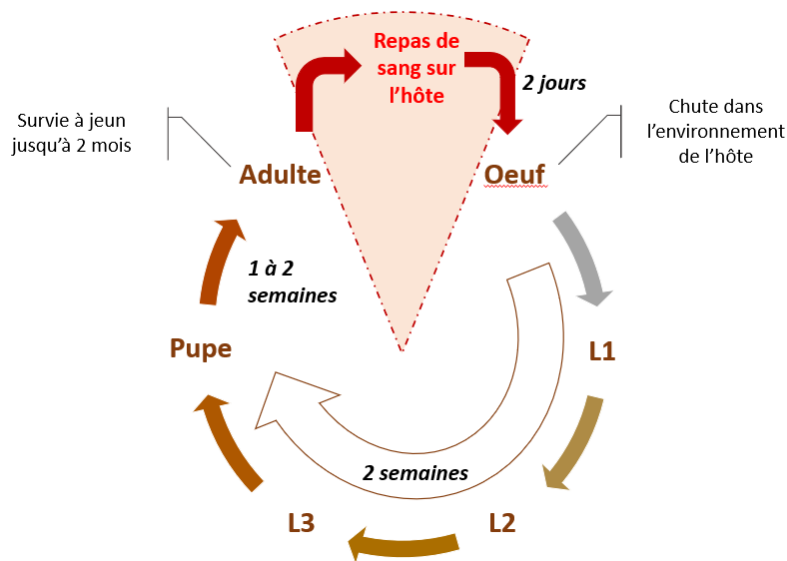 Repas de
sang sur
l'hôte
2 jours
Survie à jeun
jusqu'à 2 mois
Chute dans
l'environnement
de l'hôte
Adulte
Oeuf
1 à 2
semaines
Pupe
L1
2 semaines
L3
L2